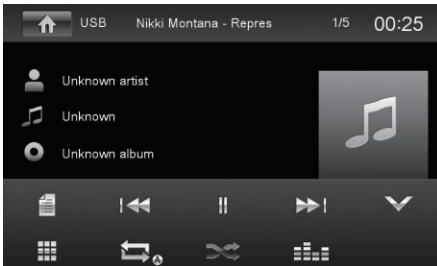 USB Nikki Montana - Repres 1/5 00:25
Unknown artist
Unknown
Unknown album
A